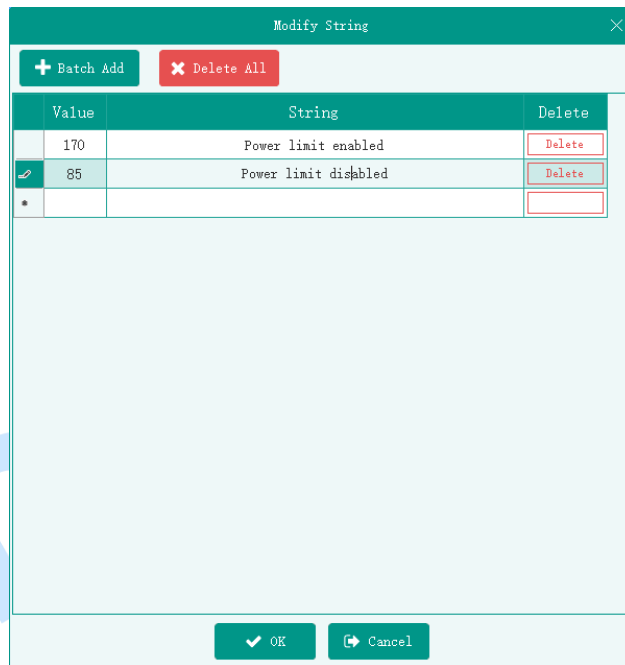 Modify String
Batch Add Delete All
Value String Delete
170 Power limit enabled Delete
85 Power limit disabled Delete
*
OK Cancel